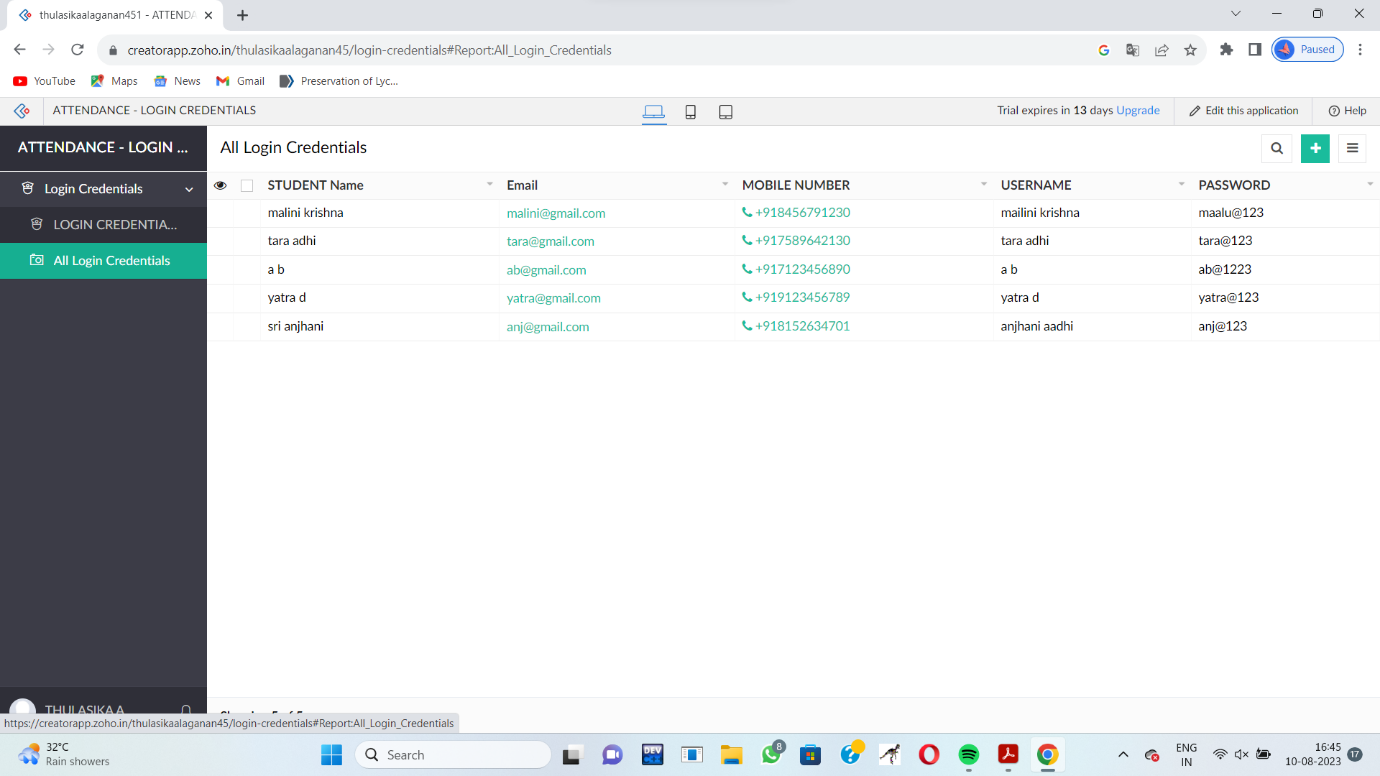 thulasikaalaganan451 - ATTENDA
creatorapp.zoho.in/thulasikaalaganan45/login-credentials#Report:All_Login_Credentials
Paused
YouTube Maps News Gmail Preservation of Lyc...
ATTENDANCE - LOGIN CREDENTIALS
Trial expires in 13 days Upgrade
Edit this application
Help
ATTENDANCE - LOGIN ...
All Login Credentials
Login Credentials
LOGIN CREDENTIA...
All Login Credentials
STUDENT Name Email MOBILE NUMBER USERNAME PASSWORD
malini krishna malini@gmail.com +918456791230 mailini krishna maalu@123
tara adhi tara@gmail.com +917589642130 tara adhi tara@123
a b ab@gmail.com +917123456890 a b ab@1223
yatra d yatra@gmail.com +919123456789 yatra d yatra@123
sri anjhani anj@gmail.com +918152634701 anjhani aadhi anj@123
THULASIKA A
https://creatorapp.zoho.in/thulasikaalaganan45/login-credentials#Report:All_Login_Credentials
32°C
Rain showers
Search
DEV
8
ENG
IN
16:45
10-08-2023
17